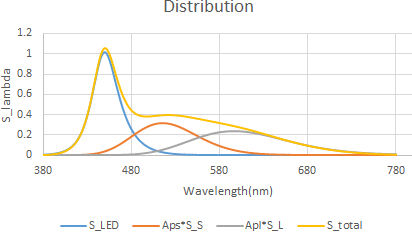 Distribution
1.2
1
0.8
0.6
0.4
0.2
0
S_lambda
380 480 580 680 780
Wavelength(nm)
S_LED Aps*S_S Apl*S_L S_total